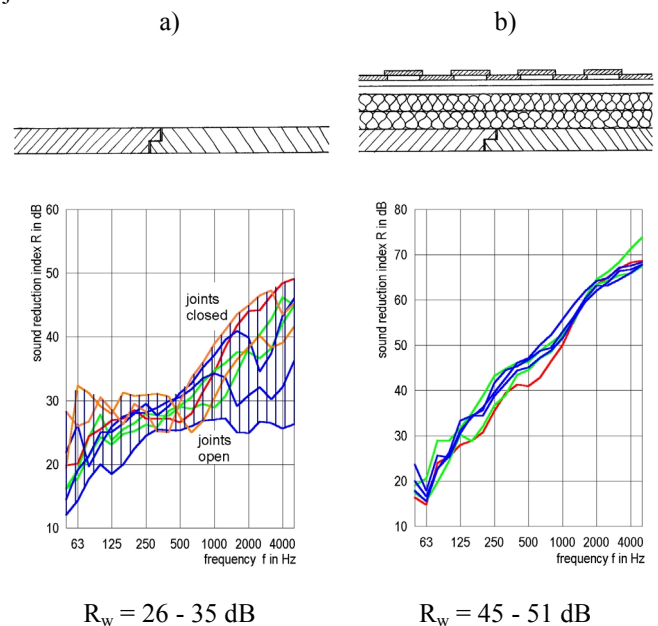 a)
b)
60
50
40
30
20
10
sound reduction index R in dB
joints
closed
joints
open
63 125 250 500 1000 2000 4000
frequency f in Hz
80
70
60
50
40
30
20
10
sound reduction index R in dB
63 125 250 500 1000 2000 4000
frequency f in Hz
R_w = 26 - 35 dB
R_w = 45 - 51 dB